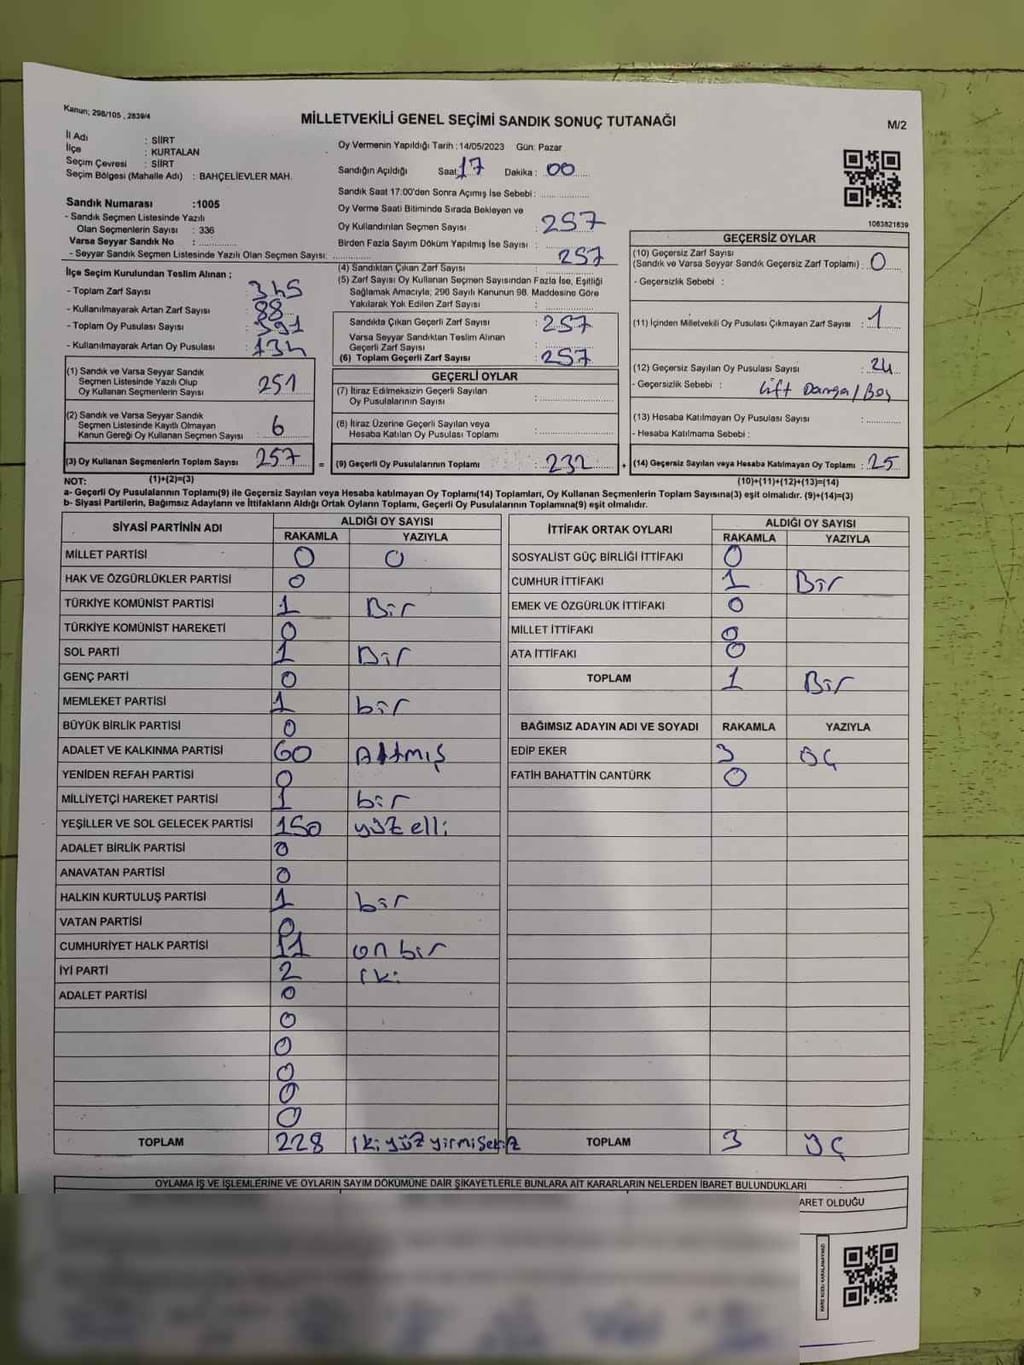 Kanun; 298/105 , 2839/4
MİLLETVEKİLİ GENEL SEÇİMİ SANDIK SONUÇ TUTANAĞI
M/2
İl Adı : SİİRT
İlçe : KURTALAN
Seçim Çevresi : SİİRT
Seçim Bölgesi (Mahalle Adı) : BAHÇELİEVLER MAH.
Sandık Numarası :1005
- Sandık Seçmen Listesinde Yazılı
Olan Seçmenlerin Sayısı : 336
Varsa Seyyar Sandık No :
- Seyyar Sandık Seçmen Listesinde Yazılı Olan Seçmen Sayısı:
Oy Vermenin Yapıldığı Tarih : 14/05/2023 Gün: Pazar
Sandığın Açıldığı Saat: 17 Dakika : 00
Sandık Saat 17:00'den Sonra Açılmış İse Sebebi :
Oy Verme Saati Bitiminde Sırada Bekleyen ve
Oy Kullandırılan Seçmen Sayısı : 257
Birden Fazla Sayım Döküm Yapılmış İse Sayısı :
1063821839
İlçe Seçim Kurulundan Teslim Alınan ;
- Toplam Zarf Sayısı : 345
- Kullanılmayarak Artan Zarf Sayısı : 88
- Toplam Oy Pusulası Sayısı : 391
- Kullanılmayarak Artan Oy Pusulası : 134
(1) Sandık ve Varsa Seyyar Sandık
Seçmen Listesinde Yazılı Olup
Oy Kullanan Seçmenlerin Sayısı : 251
(2) Sandık ve Varsa Seyyar Sandık
Seçmen Listesinde Kayıtlı Olmayan
Kanun Gereği Oy Kullanan Seçmen Sayısı : 6
(3) Oy Kullanan Seçmenlerin Toplam Sayısı : 257
(1)+(2)=(3)
(4) Sandıktan Çıkan Zarf Sayısı : 257
(5) Zarf Sayısı Oy Kullanan Seçmen Sayısından Fazla İse, Eşitliği
Sağlamak Amacıyla; 298 Sayılı Kanunun 98. Maddesine Göre
Yakılarak Yok Edilen Zarf Sayısı :
Sandıkta Çıkan Geçerli Zarf Sayısı : 257
Varsa Seyyar Sandıktan Teslim Alınan
Geçerli Zarf Sayısı :
(6) Toplam Geçerli Zarf Sayısı : 257
GEÇERLİ OYLAR
(7) İtiraz Edilmeksizin Geçerli Sayılan
Oy Pusulalarının Sayısı :
(8) İtiraz Üzerine Geçerli Sayılan veya
Hesaba Katılan Oy Pusulası Toplamı :
= (9) Geçerli Oy Pusulalarının Toplamı : 232
GEÇERSİZ OYLAR
(10) Geçersiz Zarf Sayısı
(Sandık ve Varsa Seyyar Sandık Geçersiz Zarf Toplamı) : 0
- Geçersizlik Sebebi :
(11) İçinden Milletvekili Oy Pusulası Çıkmayan Zarf Sayısı : 1
(12) Geçersiz Sayılan Oy Pusulası Sayısı : 24
- Geçersizlik Sebebi : Çift Damga/Boş
(13) Hesaba Katılmayan Oy Pusulası Sayısı :
- Hesaba Katılmama Sebebi :
+ (14) Geçersiz Sayılan veya Hesaba Katılmayan Oy Toplamı : 25
(10)+(11)+(12)+(13)=(14)
NOT:
a- Geçerli Oy Pusulalarının Toplamı(9) ile Geçersiz Sayılan veya Hesaba katılmayan Oy Toplamı(14) Toplamları, Oy Kullanan Seçmenlerin Toplam Sayısına(3) eşit olmalıdır. (9)+(14)=(3)
b- Siyasi Partilerin, Bağımsız Adayların ve İttifakların Aldığı Oyların Toplamı, Geçerli Oy Pusulalarının Toplamına(9) eşit olmalıdır.
SİYASİ PARTİNİN ADI ALDIĞI OY SAYISI
RAKAMLA YAZIYLA
MİLLET PARTİSİ 0 0
HAK VE ÖZGÜRLÜKLER PARTİSİ 0
TÜRKİYE KOMÜNİST PARTİSİ 1 Bir
TÜRKİYE KOMÜNİST HAREKETİ 0
SOL PARTİ 1 Bir
GENÇ PARTİ 0
MEMLEKET PARTİSİ 1 bir
BÜYÜK BİRLİK PARTİSİ 0
ADALET VE KALKINMA PARTİSİ 60 Altmış
YENİDEN REFAH PARTİSİ 0
MİLLİYETÇİ HAREKET PARTİSİ 1 bir
YEŞİLLER VE SOL GELECEK PARTİSİ 150 yüz elli
ADALET BİRLİK PARTİSİ 0
ANAVATAN PARTİSİ 0
HALKIN KURTULUŞ PARTİSİ 1 bir
VATAN PARTİSİ 0
CUMHURİYET HALK PARTİSİ 11 on bir
İYİ PARTİ 2 iki
ADALET PARTİSİ 0
0
0
0
0
0
TOPLAM 228 iki yüz yirmi sekiz
İTTİFAK ORTAK OYLARI ALDIĞI OY SAYISI
RAKAMLA YAZIYLA
SOSYALİST GÜÇ BİRLİĞİ İTTİFAKI 0
CUMHUR İTTİFAKI 1 Bir
EMEK VE ÖZGÜRLÜK İTTİFAKI 0
MİLLET İTTİFAKI 0
ATA İTTİFAKI 0
TOPLAM 1 Bir
BAĞIMSIZ ADAYIN ADI VE SOYADI RAKAMLA YAZIYLA
EDİP EKER 3 üç
FATİH BAHATTİN CANTÜRK 0
TOPLAM 3 üç
OYLAMA İŞ VE İŞLEMLERİNE VE OYLARIN SAYIM DÖKÜMÜNE DAİR ŞİKAYETLERLE BUNLARA AİT KARARLARIN NELERDEN İBARET BULUNDUKLARI
ARET OLDUĞU